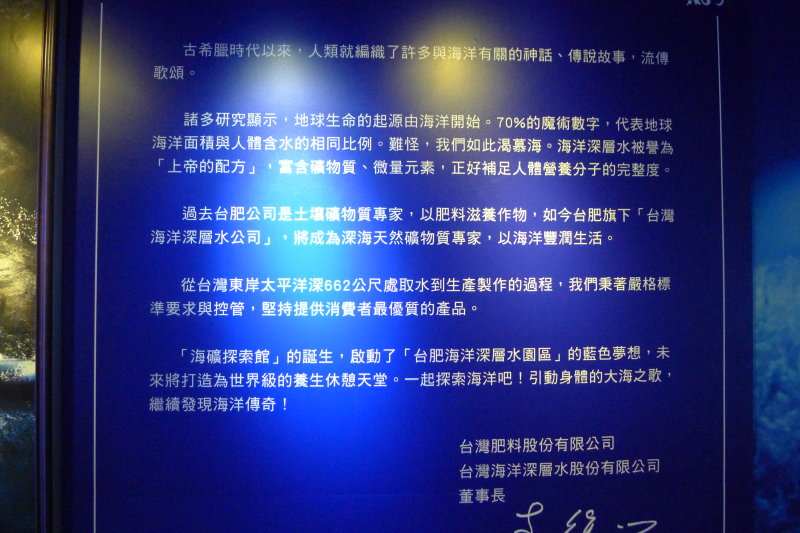 古希臘時代以來，人類就編織了許多與海洋有關的神話、傳說故事，流傳
歌頌。
諸多研究顯示，地球生命的起源由海洋開始。70%的魔術數字，代表地球
海洋面積與人體含水的相同比例。難怪，我們如此渴慕海。海洋深層水被譽為
「上帝的配方」，富含礦物質、微量元素，正好補足人體營養分子的完整度。
過去台肥公司是土壤礦物質專家，以肥料滋養作物，如今台肥旗下「台灣
海洋深層水公司」，將成為深海天然礦物質專家，以海洋豐潤生活。
從台灣東岸太平洋深662公尺處取水到生產製作的過程，我們秉著嚴格標
準要求與控管，堅持提供消費者最優質的產品。
「海礦探索館」的誕生，啟動了「台肥海洋深層水園區」的藍色夢想，未
來將打造為世界級的養生休憩天堂。一起探索海洋吧！引動身體的大海之歌，
繼續發現海洋傳奇！
台灣肥料股份有限公司
台灣海洋深層水股份有限公司
董事長